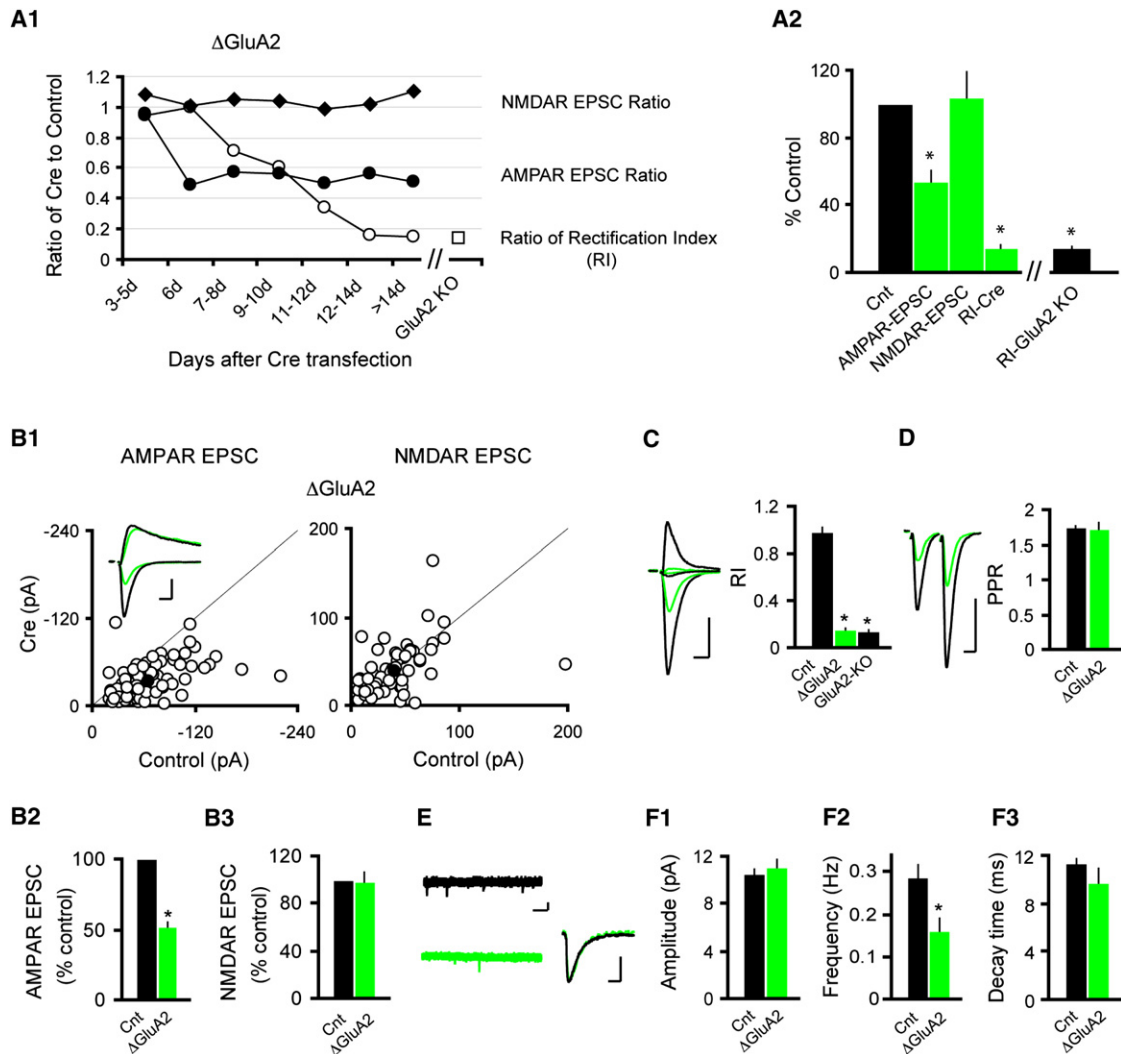 A1
ΔGluA2
Ratio of Cre to Control
1.2
1
0.8
0.6
0.4
0.2
0
3-5d
6d
7-8d
9-10d
11-12d
12-14d
>14d
//
GluA2 KO
Days after Cre transfection
NMDAR EPSC Ratio
AMPAR EPSC Ratio
Ratio of Rectification Index
(RI)
A2
% Control
120
80
40
0
*
*
*
//
Cnt
AMPAR-EPSC
NMDAR-EPSC
RI-Cre
RI-GluA2 KO
B1
AMPAR EPSC
NMDAR EPSC
ΔGluA2
Cre (pA)
-240
-120
0
0
-120
-240
Control (pA)
200
100
0
0
100
200
Control (pA)
C
RI
1.2
0.9
0.6
0.3
0
*
*
Cnt
ΔGluA2
GluA2-KO
D
PPR
2
1.5
1
0.5
0
Cnt
ΔGluA2
B2
AMPAR EPSC
(% control)
100
50
0
*
Cnt
ΔGluA2
B3
NMDAR EPSC
(% control)
120
80
40
0
Cnt
ΔGluA2
E
F1
Amplitude (pA)
12
8
4
0
Cnt
ΔGluA2
F2
Frequency (Hz)
0.3
0.2
0.1
0
*
Cnt
ΔGluA2
F3
Decay time (ms)
12
8
4
0
Cnt
ΔGluA2